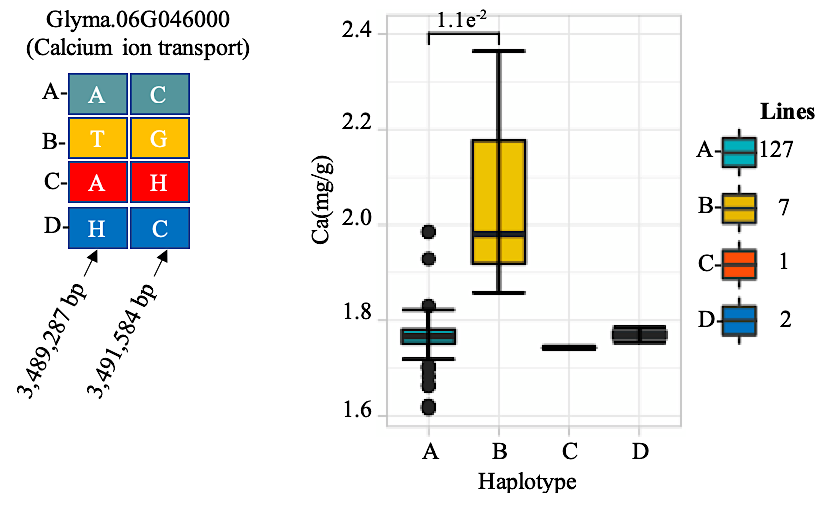 Glyma.06G046000
(Calcium ion transport)
A- A C
B- T G
C- A H
D- H C
3,489,287 bp
3,491,584 bp
1.1e-2
2.4
2.2
2.0
1.8
1.6
Ca(mg/g)
A B C D
Haplotype
Lines
A- 127
B- 7
C- 1
D- 2